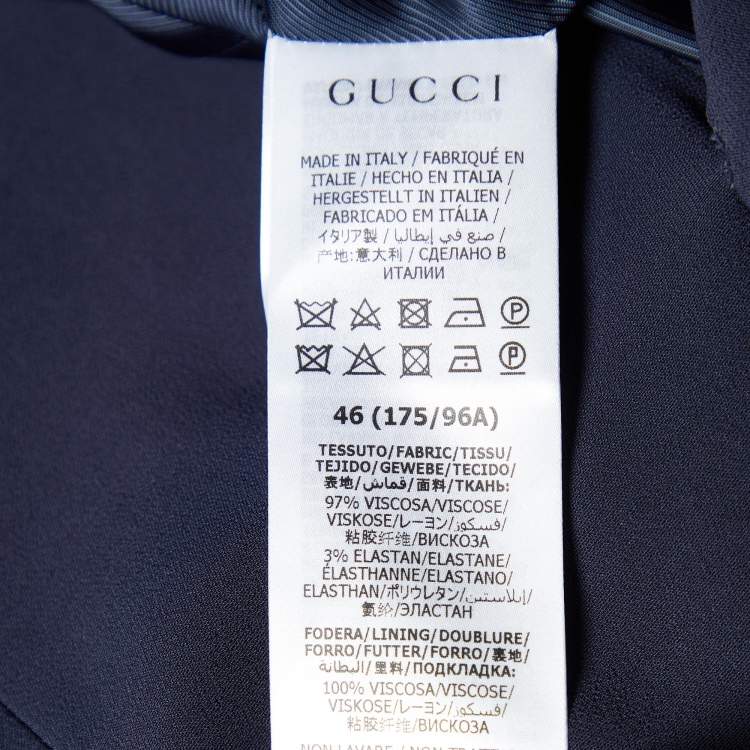 GUCCI
MADE IN ITALY / FABRIQUÉ EN
ITALIE / HECHO EN ITALIA /
HERGESTELLT IN ITALIEN /
FABRICADO EM ITÁLIA /
イタリア製 / صنع في إيطاليا /
产地:意大利 / СДЕЛАНО В
ИТАЛИИ
46 (175/96A)
TESSUTO/FABRIC/TISSU/
TEJIDO/GEWEBE/TECIDO/
表地/قماش/面料/ТКАНЬ:
97% VISCOSA/VISCOSE/
VISKOSE/レーヨン/فسكوز/
粘胶纤维/ВИСКОЗА
3% ELASTAN/ELASTANE/
ÉLASTHANNE/ELASTANO/
ELASTHAN/ポリウレタン/إيلاستين/
氨纶/ЭЛАСТАН
FODERA/LINING/DOUBLURE/
FORRO/FUTTER/FORRO/裏地/
البطانة/里料/ПОДКЛАДКА:
100% VISCOSA/VISCOSE/
VISKOSE/レーヨン/فسكوز/
粘胶纤维/ВИСКОЗА
NON LAVARE / NON TRATT